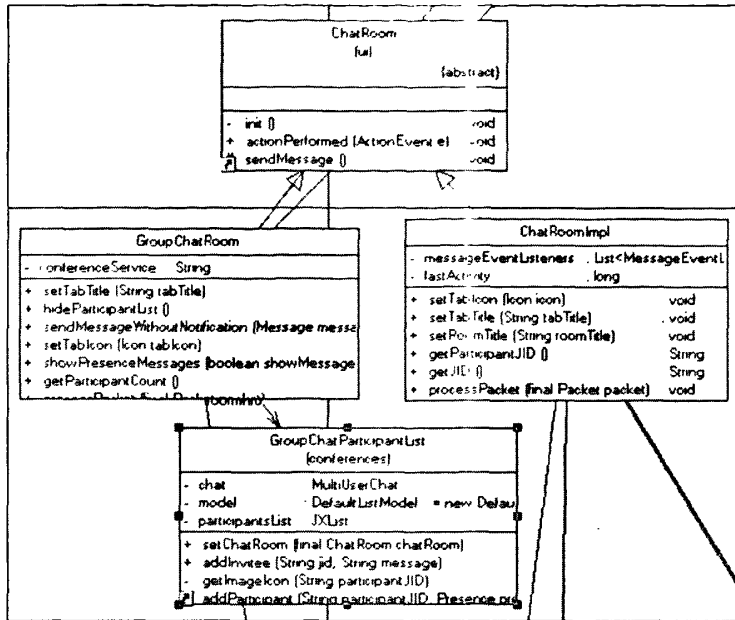 ChatRoom
(ui)
{abstract}
- init () void
+ actionPerformed (ActionEvent e) void
sendMessage () void
GroupChatRoom
- conferenceService String
+ setTabTitle (String tabTitle)
+ hideParticipantList ()
+ sendMessageWithoutNotification (Message messa
+ setTabIcon (Icon tabIcon)
+ showPresenceMessages (boolean showMessage
+ getParticipantCount ()
ChatRoomImpl
- messageEventListeners : List<MessageEventL
- lastActivity : long
+ setTabIcon (Icon icon) void
+ setTabTitle (String tabTitle) : void
+ setRoomTitle (String roomTitle) void
+ getParticipantJID () String
+ getJID () String
+ processPacket (final Packet packet) void
GroupChatParticipantList
(conferences)
- chat MultiUserChat
- model : DefaultListModel = new Defau
- participantsList JXList
+ setChatRoom (final ChatRoom chatRoom)
+ addInvitee (String jid, String message)
- getImageIcon (String participantJID)
addParticipant (String participantJID, Presence pre